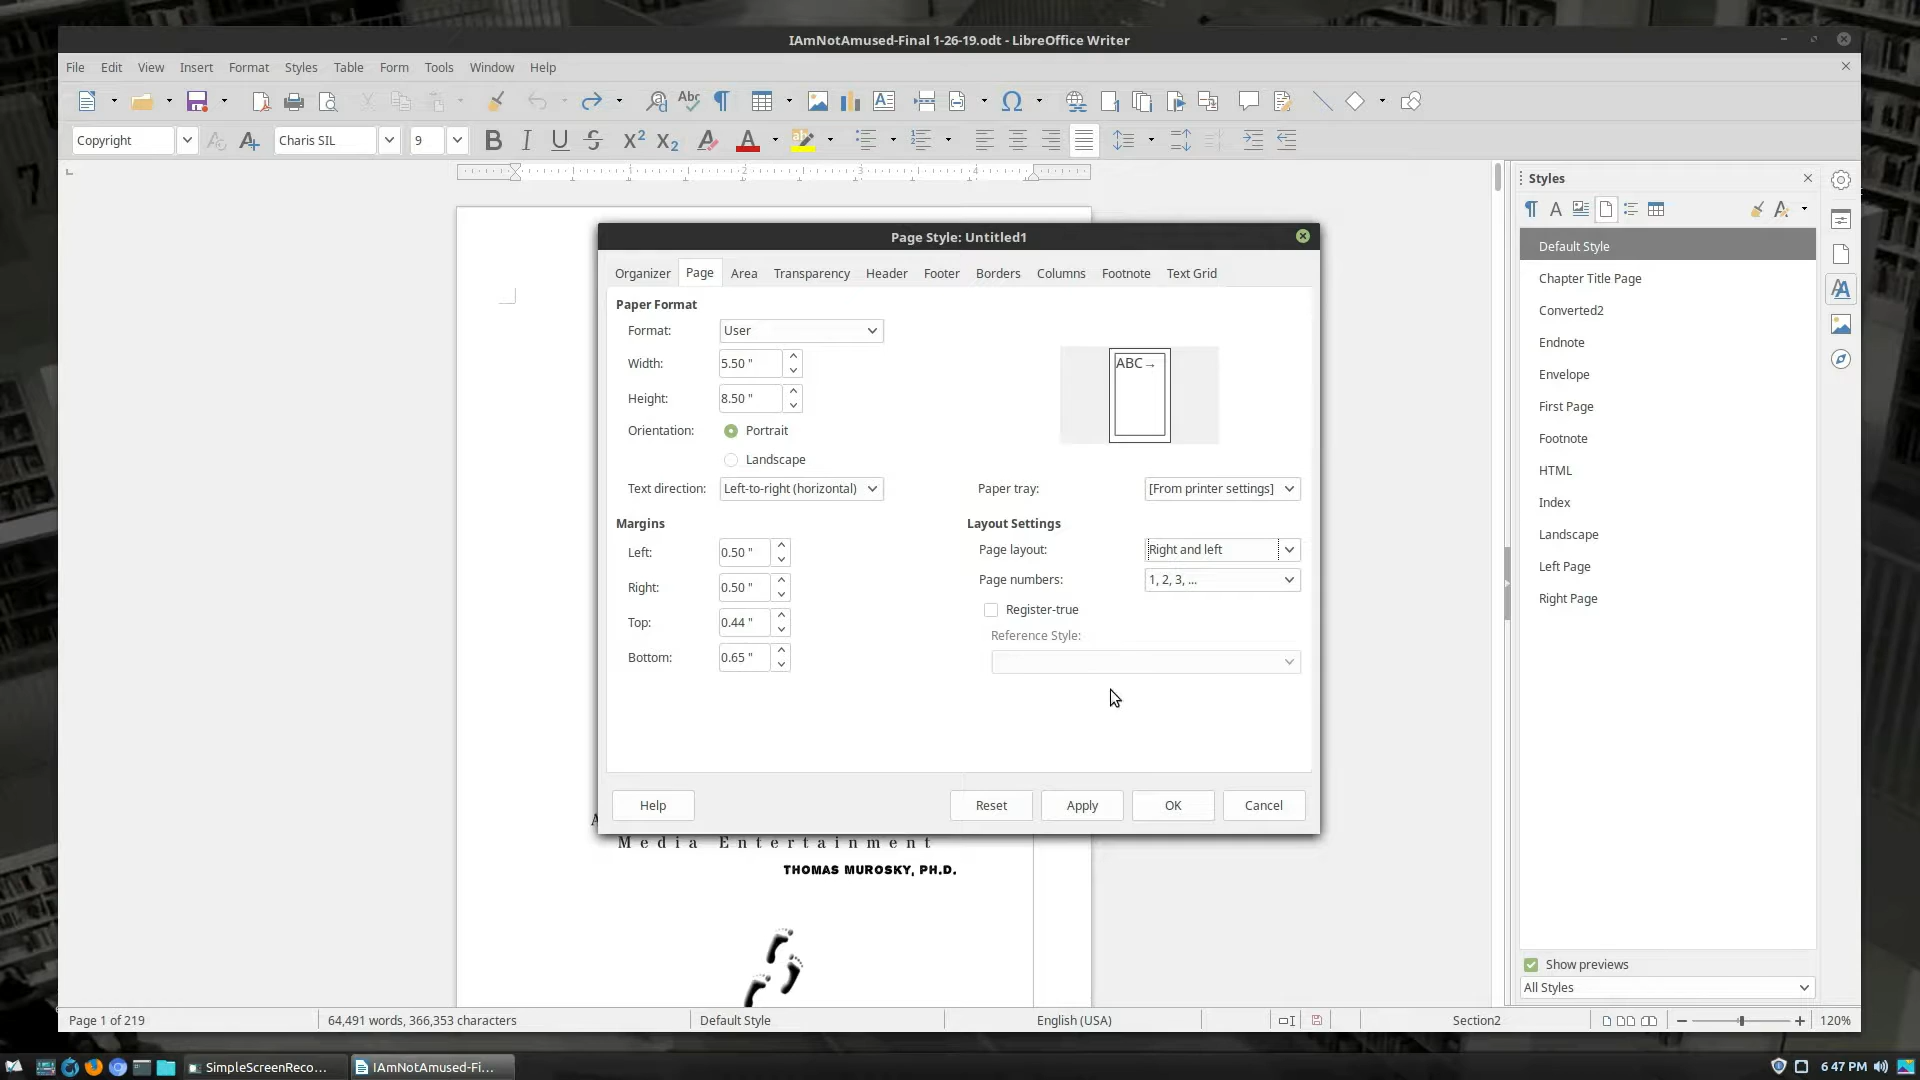 IAmNotAmused-Final 1-26-19.odt - LibreOffice Writer
File Edit View Insert Format Styles Table Form Tools Window Help
Copyright Charis SIL 9
1 2 3 4
Styles
Default Style
Chapter Title Page
Converted2
Endnote
Envelope
First Page
Footnote
HTML
Index
Landscape
Left Page
Right Page
Show previews
All Styles
Page Style: Untitled1
Organizer Page Area Transparency Header Footer Borders Columns Footnote Text Grid
Paper Format
Format: User
Width: 5.50 "
Height: 8.50 "
ABC→
Orientation: Portrait
Landscape
Text direction: Left-to-right (horizontal) Paper tray: [From printer settings]
Margins Layout Settings
Left: 0.50 " Page layout: Right and left
Right: 0.50 " Page numbers: 1, 2, 3, ...
Register-true
Top: 0.44 " Reference Style:
Bottom: 0.65 "
Help Reset Apply OK Cancel
Media Entertainment
THOMAS MUROSKY, PH.D.
Page 1 of 219 64,491 words, 366,353 characters Default Style English (USA) Section2 120%
SimpleScreenReco... IAmNotAmused-Fi... 6:47 PM